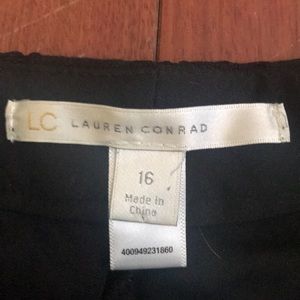 LC LAUREN CONRAD
16
Made in
China
400949231860